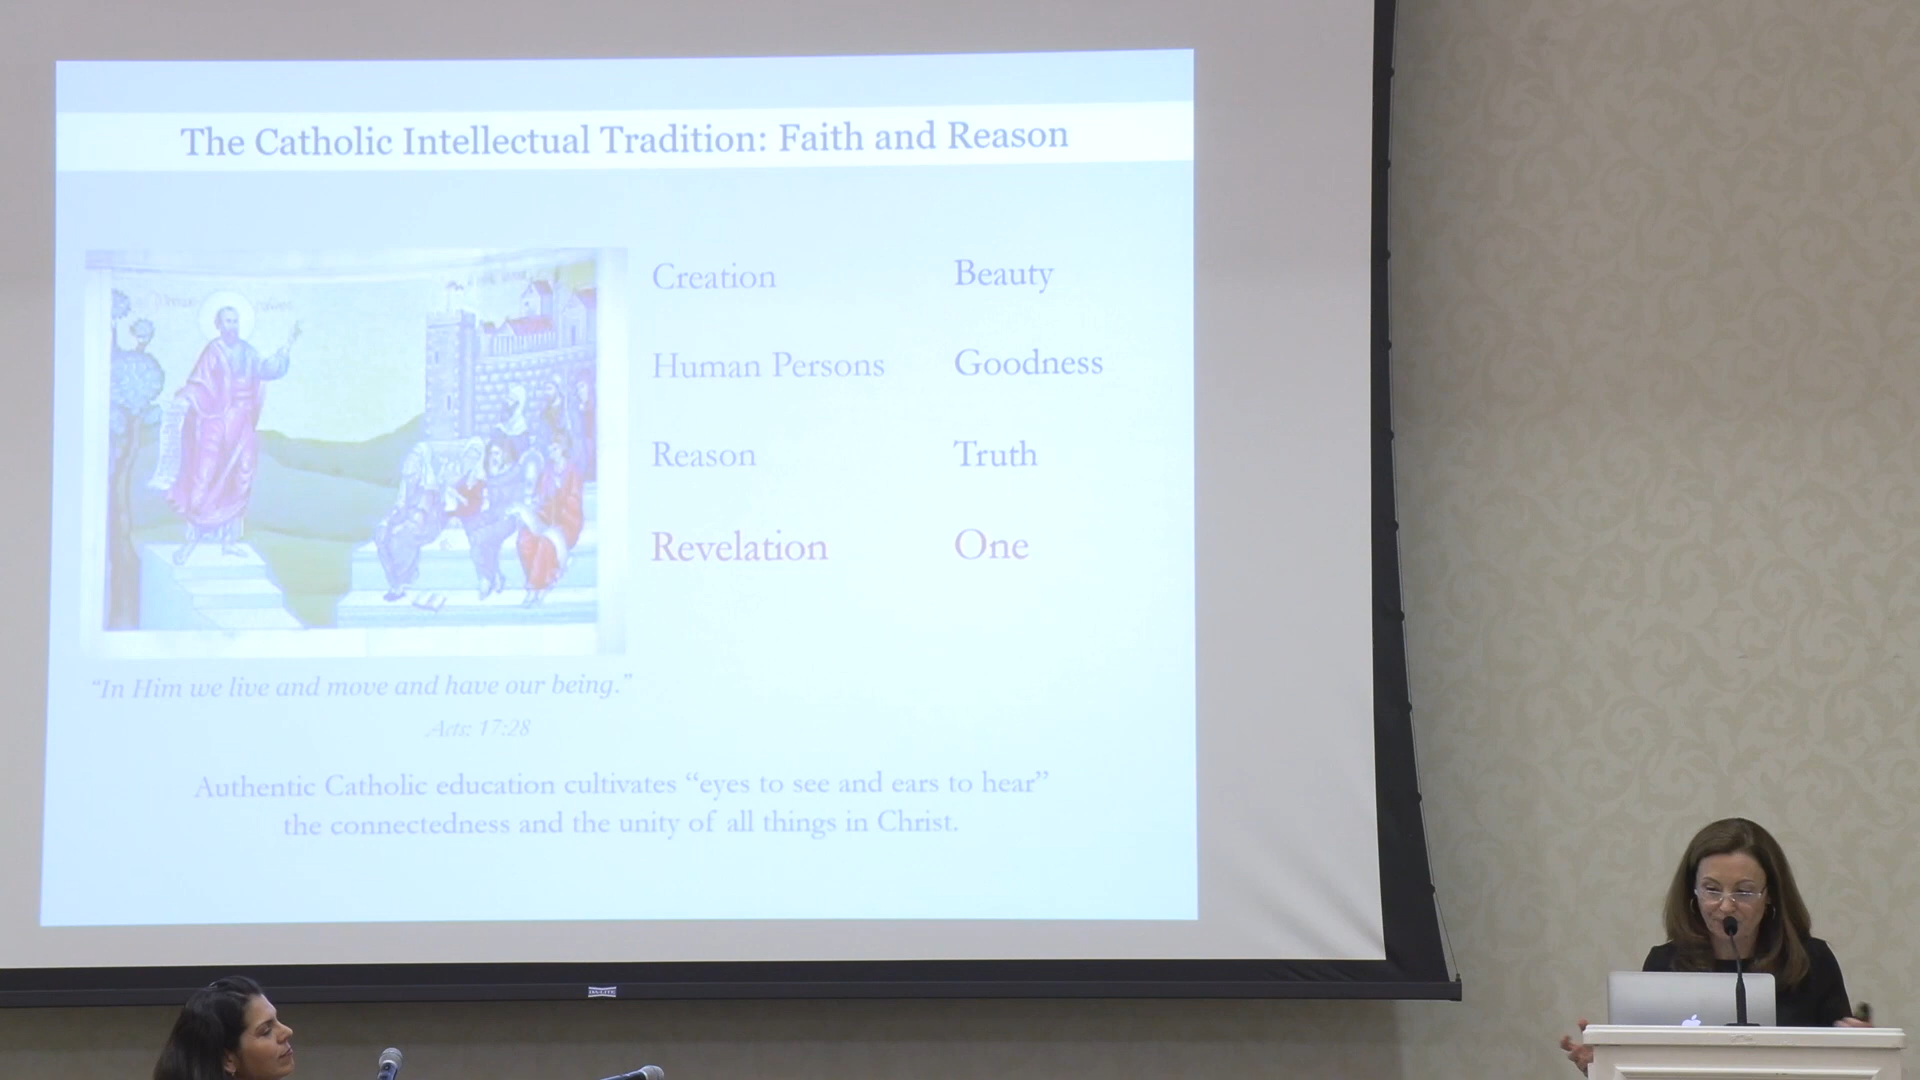 The Catholic Intellectual Tradition: Faith and Reason
Creation Beauty
Human Persons Goodness
Reason Truth
Revelation One
“In Him we live and move and have our being.”
Acts: 17:28
Authentic Catholic education cultivates “eyes to see and ears to hear”
the connectedness and the unity of all things in Christ.
DA-LITE